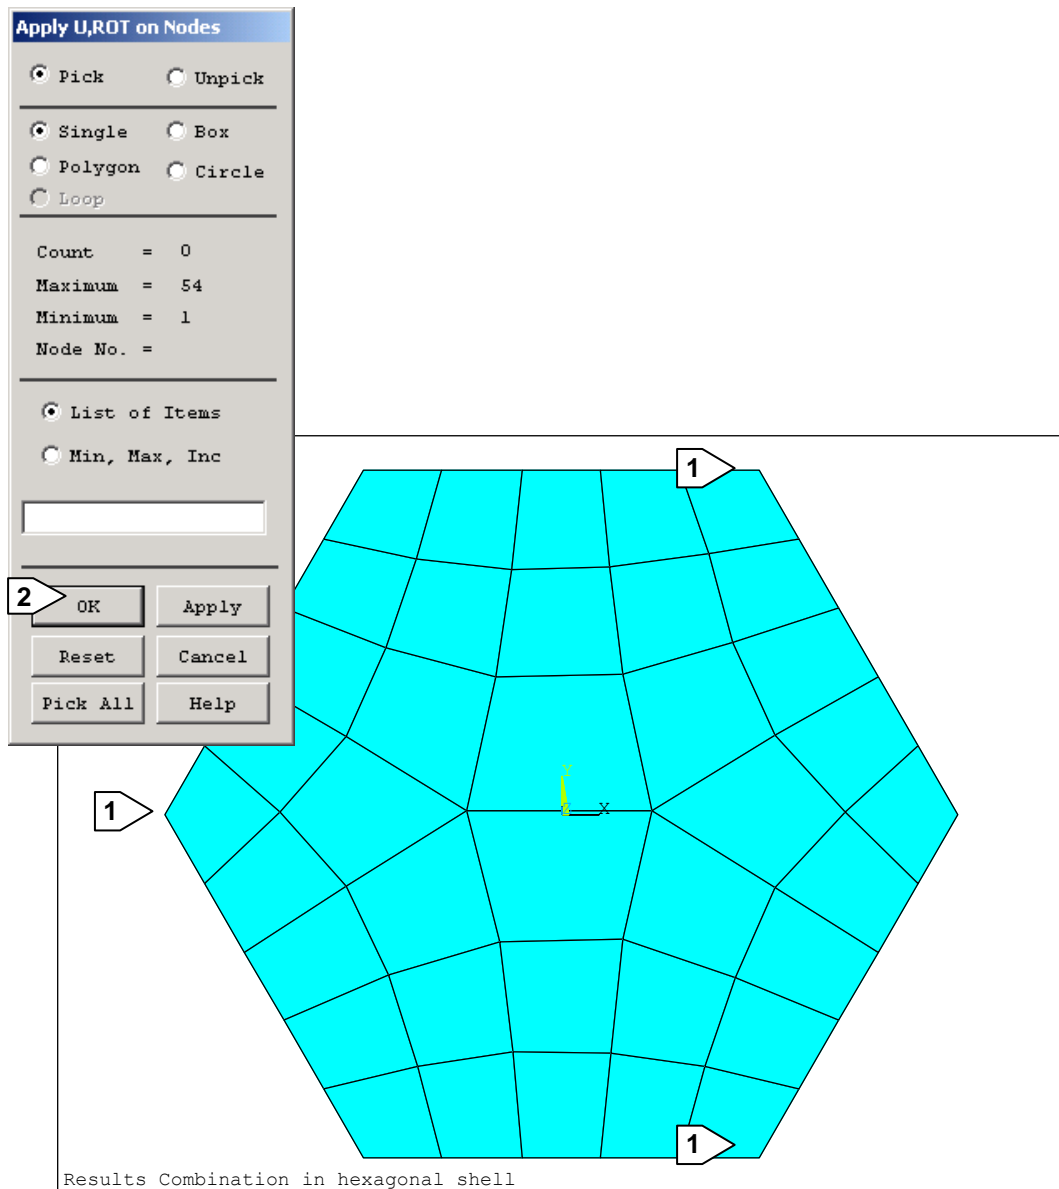 Apply U,ROT on Nodes
Pick Unpick
Single Box
Polygon Circle
Loop
Count = 0
Maximum = 54
Minimum = 1
Node No. =
List of Items
Min, Max, Inc
1
2
OK Apply
Reset Cancel
Pick All Help
Y
Z X
1
1
Results Combination in hexagonal shell